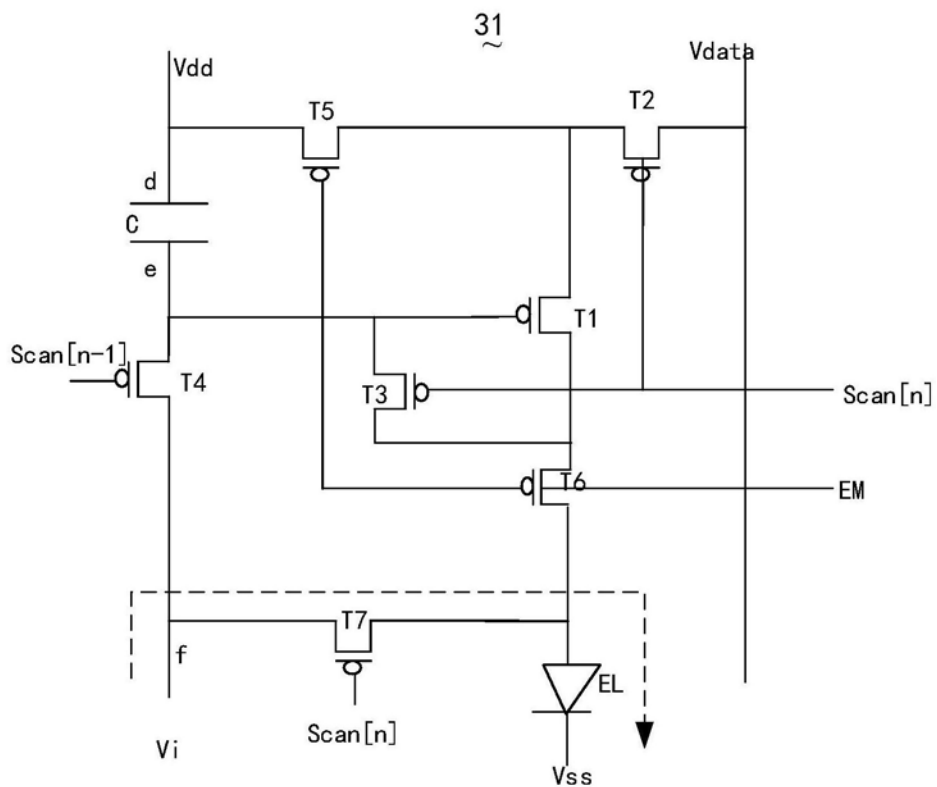 31
Vdd
Vdata
T5
T2
d
C
e
T1
Scan[n-1]
T4
T3
Scan[n]
T6
EM
T7
f
EL
Scan[n]
Vi
Vss